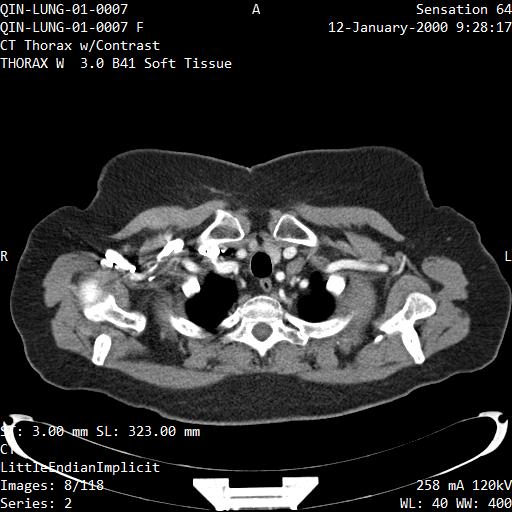 QIN-LUNG-01-0007
A
Sensation 64
QIN-LUNG-01-0007 F
12-January-2000 9:28:17
CT Thorax w/Contrast
THORAX W 3.0 B41 Soft Tissue
R
L
ST: 3.00 mm SL: 323.00 mm
CT
LittleEndianImplicit
Images: 8/118
258 mA 120kV
Series: 2
WL: 40 WW: 400